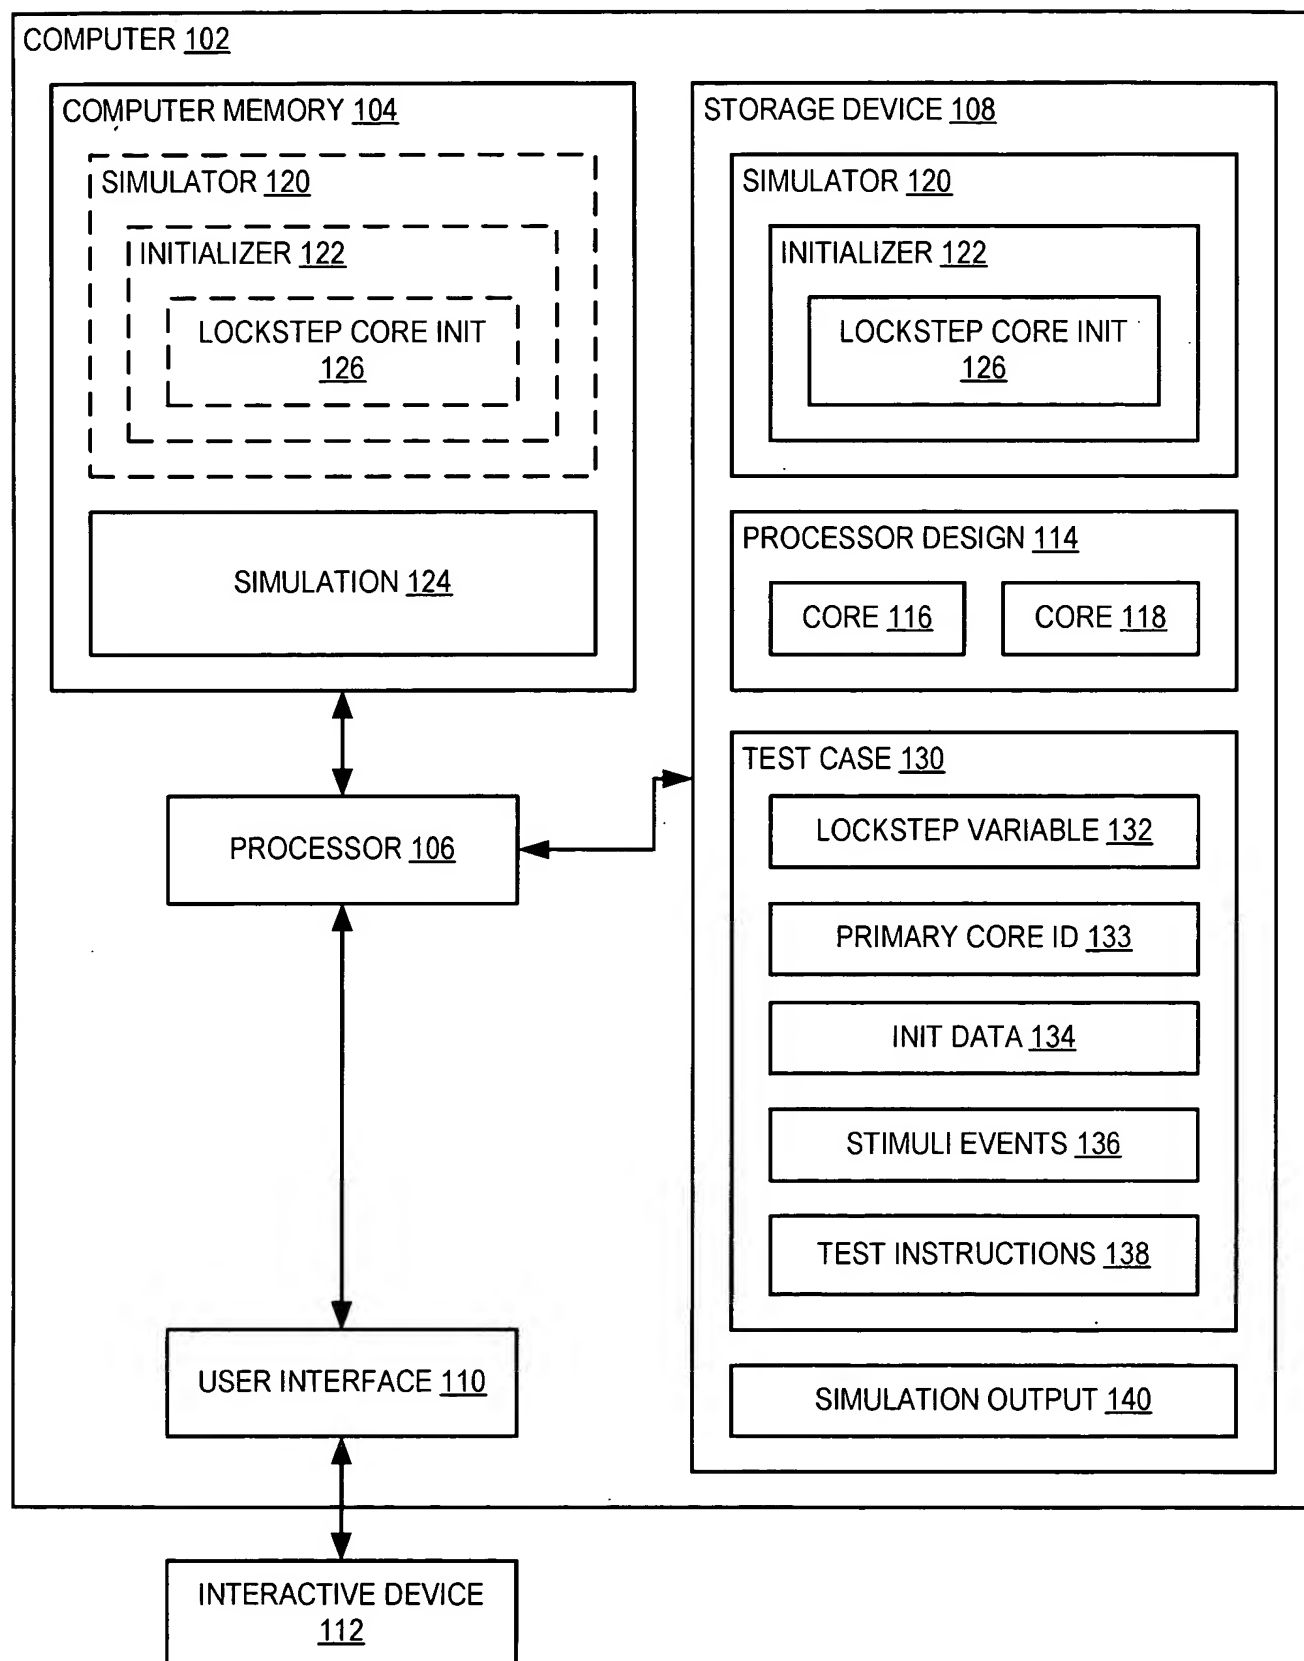 COMPUTER 102
COMPUTER MEMORY 104
SIMULATOR 120
INITIALIZER 122
LOCKSTEP CORE INIT
126
SIMULATION 124
PROCESSOR 106
USER INTERFACE 110
INTERACTIVE DEVICE
112
STORAGE DEVICE 108
SIMULATOR 120
INITIALIZER 122
LOCKSTEP CORE INIT
126
PROCESSOR DESIGN 114
CORE 116
CORE 118
TEST CASE 130
LOCKSTEP VARIABLE 132
PRIMARY CORE ID 133
INIT DATA 134
STIMULI EVENTS 136
TEST INSTRUCTIONS 138
SIMULATION OUTPUT 140